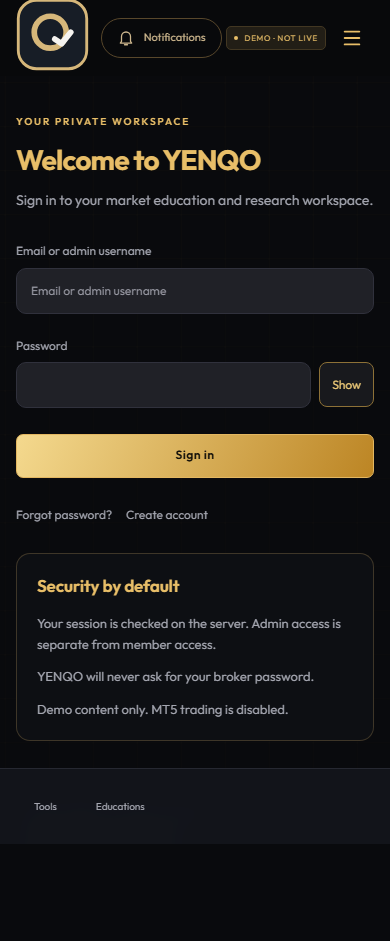 Notifications
DEMO · NOT LIVE
YOUR PRIVATE WORKSPACE
Welcome to YENQO
Sign in to your market education and research workspace.
Email or admin username
Email or admin username
Password
Show
Sign in
Forgot password? Create account
Security by default
Your session is checked on the server. Admin access is
separate from member access.
YENQO will never ask for your broker password.
Demo content only. MT5 trading is disabled.
Tools Educations